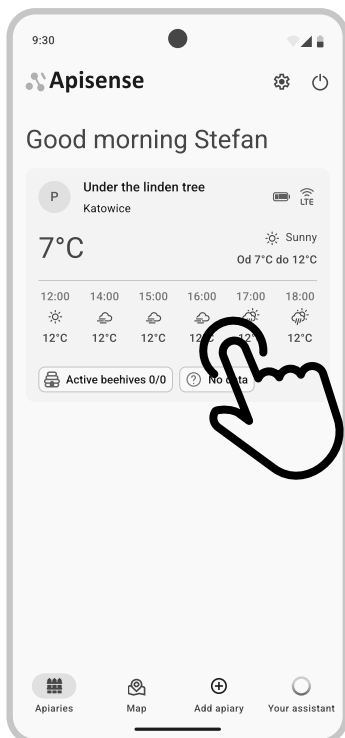 9:30
Apisense
Good morning Stefan
P
Under the linden tree
Katowice
LTE
7°C
Sunny
Od 7°C do 12°C
12:00 14:00 15:00 16:00 17:00 18:00
12°C 12°C 12°C 12°C 12°C
Active beehives 0/0 No data
Apiaries Map Add apiary Your assistant